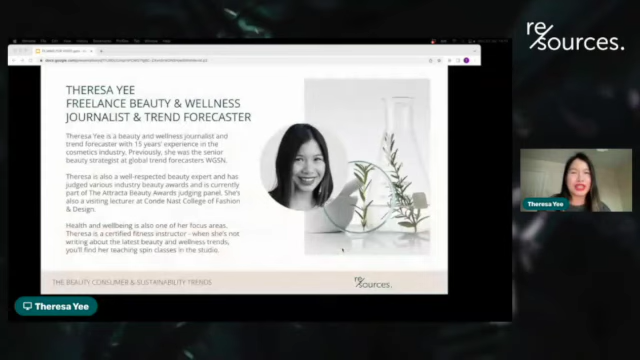 re/
sources.
THERESA YEE
FREELANCE BEAUTY & WELLNESS
JOURNALIST & TREND FORECASTER
Theresa Yee is a beauty and wellness journalist and
trend forecaster with 15 years' experience in the
cosmetics industry. Previously, she was the senior
beauty strategist at global trend forecasters WGSN.
Theresa is also a well-respected beauty expert and has
judged various industry beauty awards and is currently
part of The Attracta Beauty Awards judging panel. She's
also a visiting lecturer at Conde Nast College of Fashion
& Design.
Health and wellbeing is also one of her focus areas.
Theresa is a certified fitness instructor - when she's not
writing about the latest beauty and wellness trends,
you'll find her teaching spin classes in the studio.
THE BEAUTY CONSUMER & SUSTAINABILITY TRENDS
re/
sources.
Theresa Yee
Theresa Yee